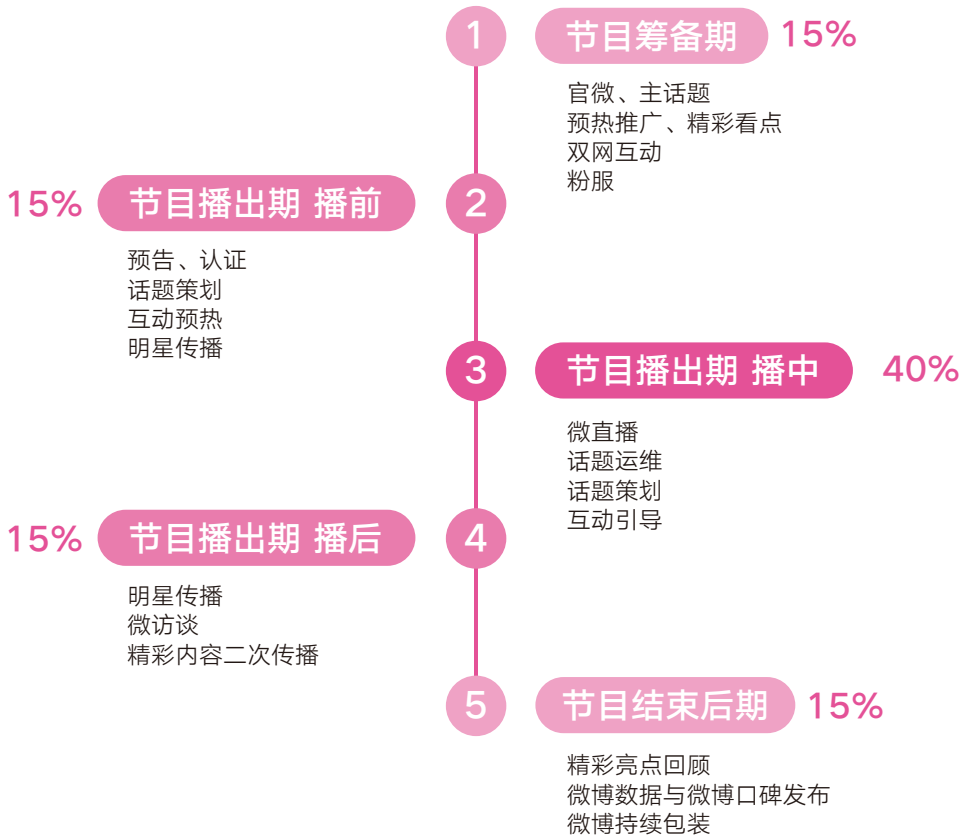 1
节目筹备期 15%
官微、主话题
预热推广、精彩看点
双网互动
粉服
15% 节目播出期 播前
2
预告、认证
话题策划
互动预热
明星传播
3
节目播出期 播中 40%
微直播
话题运维
话题策划
互动引导
15% 节目播出期 播后
4
明星传播
微访谈
精彩内容二次传播
5
节目结束后期 15%
精彩亮点回顾
微博数据与微博口碑发布
微博持续包装